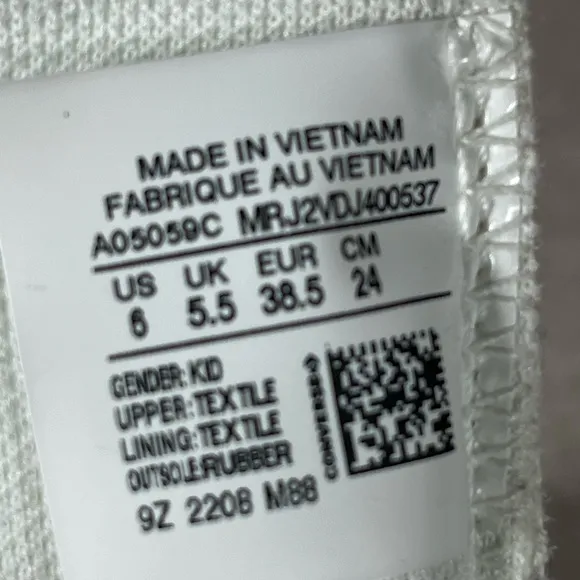 MADE IN VIETNAM
FABRIQUE AU VIETNAM
A05059C MRJ2VDJ400537
US UK EUR CM
6 5.5 38.5 24
GENDER: KID
UPPER: TEXTILE
LINING: TEXTILE
OUTSOLE: RUBBER
9Z 2208 M88
CONVERSE